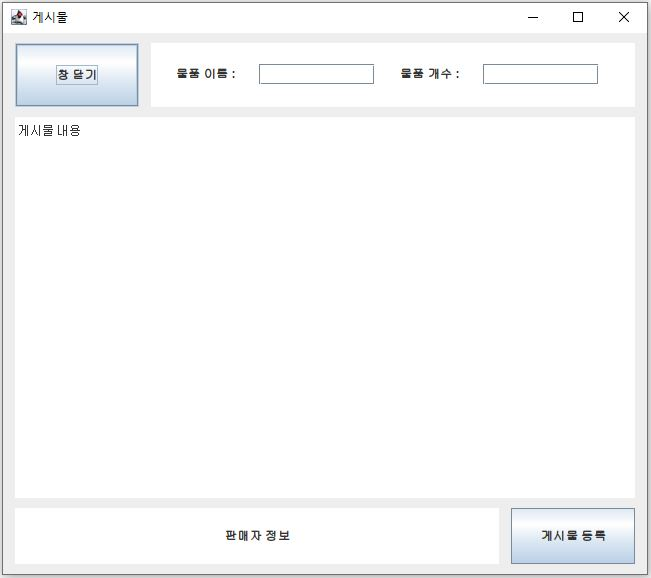 게시물
창 닫기
물품 이름 :
물품 개수 :
게시물 내용
판매자 정보
게시물 등록